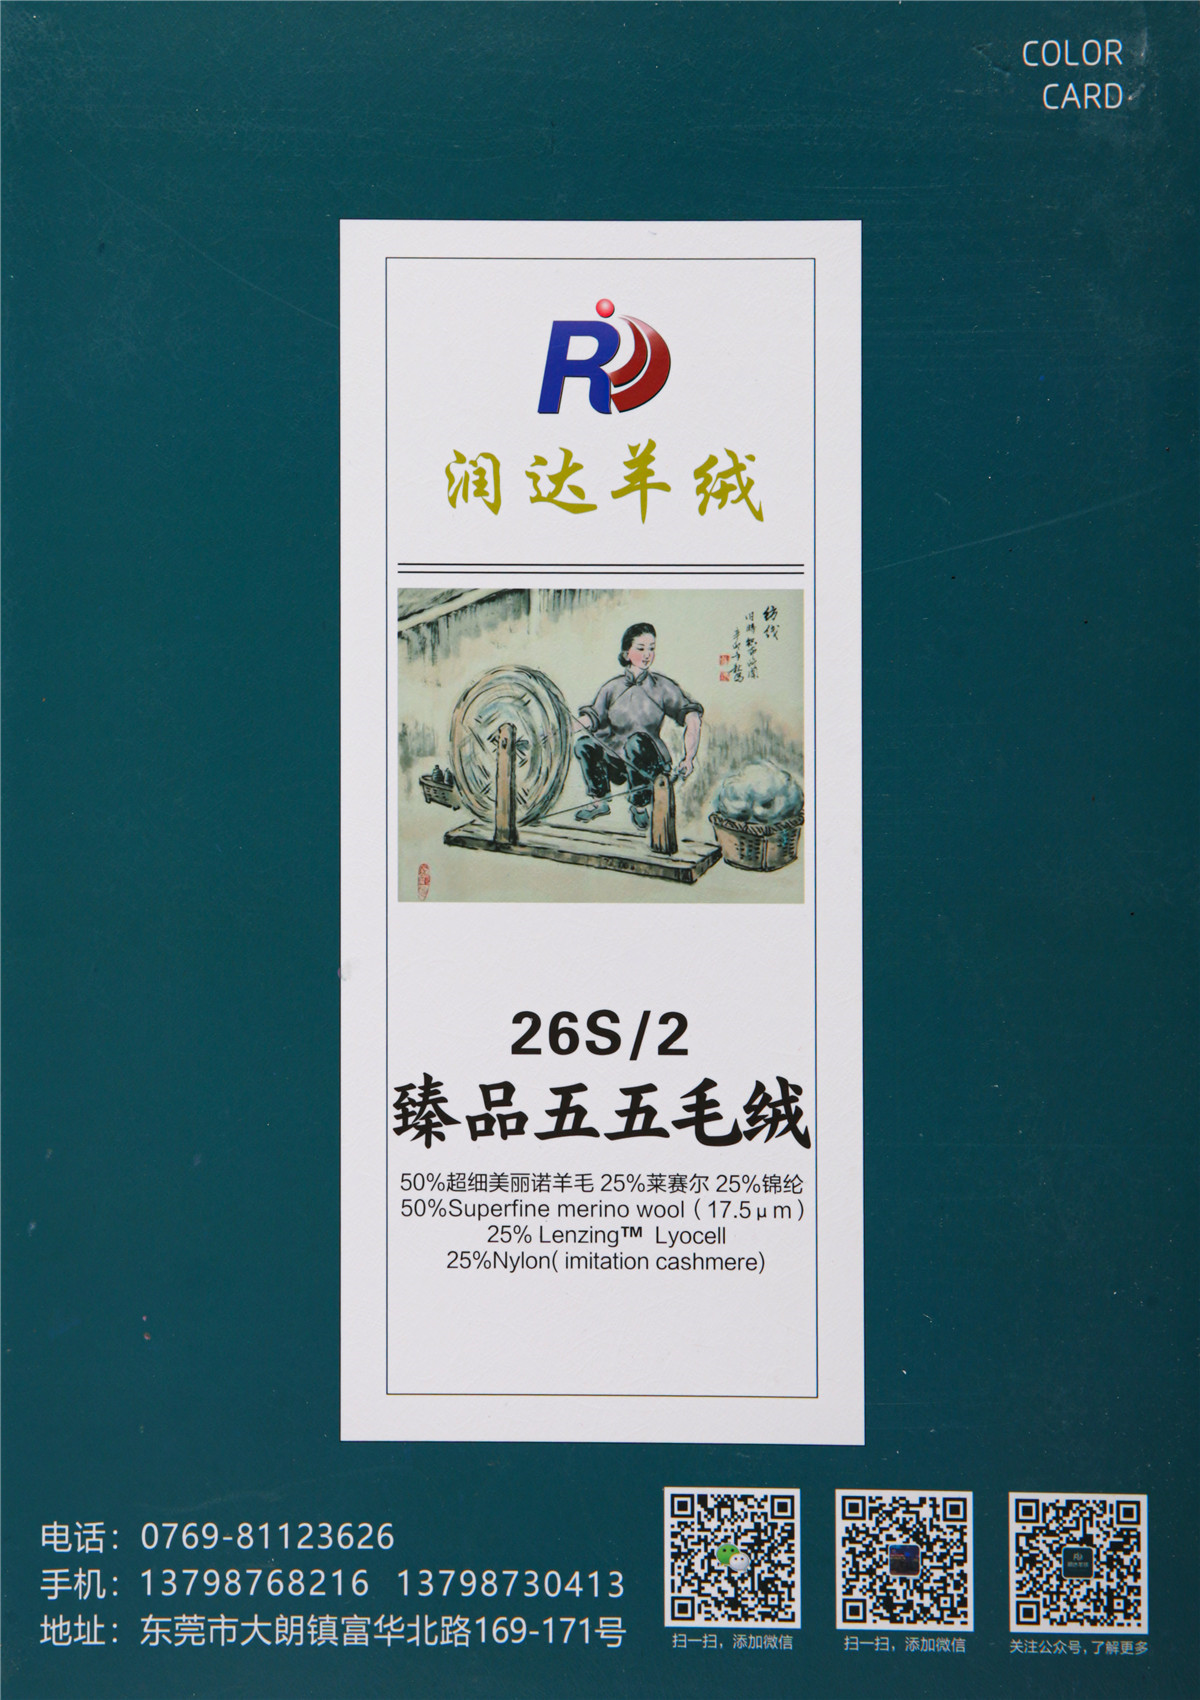 COLOR
CARD
润达羊绒
纺线
26S/2
臻品五五毛绒
50%超细美丽诺羊毛 25%莱赛尔 25%锦纶
50%Superfine merino wool（17.5μm）
25% Lenzing™ Lyocell
25%Nylon( imitation cashmere)
电话：0769-81123626
手机：13798768216 13798730413
地址：东莞市大朗镇富华北路169-171号
扫一扫，添加微信
扫一扫，添加微信
关注公众号，了解更多